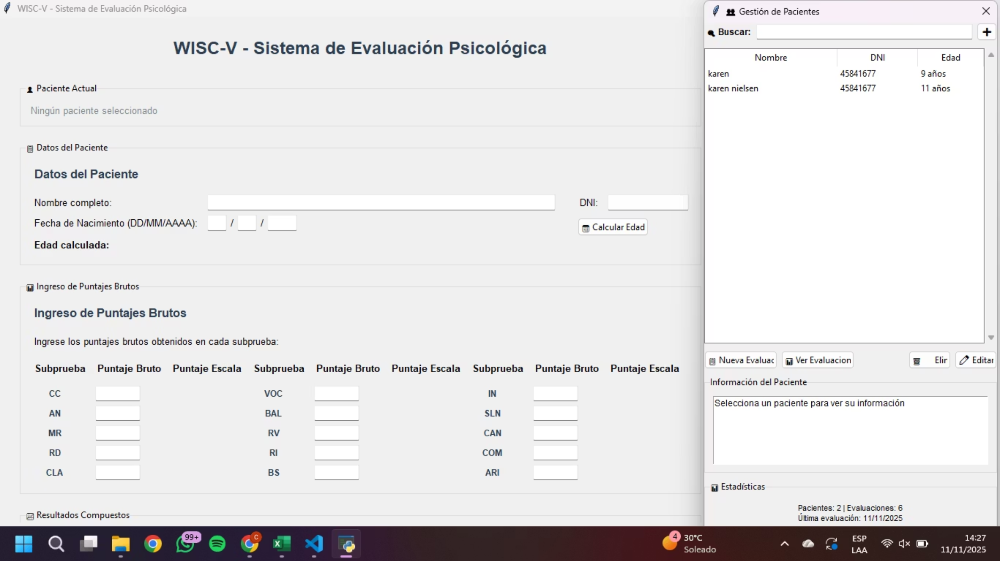 WISC-V - Sistema de Evaluación Psicológica
WISC-V - Sistema de Evaluación Psicológica
Paciente Actual
Ningún paciente seleccionado
Datos del Paciente
Datos del Paciente
Nombre completo:
DNI:
Fecha de Nacimiento (DD/MM/AAAA): / /
Calcular Edad
Edad calculada:
Ingreso de Puntajes Brutos
Ingreso de Puntajes Brutos
Ingrese los puntajes brutos obtenidos en cada subprueba:
Subprueba Puntaje Bruto Puntaje Escala Subprueba Puntaje Bruto Puntaje Escala Subprueba Puntaje Bruto Puntaje Escala
CC VOC IN
AN BAL SLN
MR RV CAN
RD RI COM
CLA BS ARI
Resultados Compuestos
Gestión de Pacientes
Buscar:
Nombre DNI Edad
karen 45841677 9 años
karen nielsen 45841677 11 años
Nueva Evaluac Ver Evaluacion Elir Editar
Información del Paciente
Selecciona un paciente para ver su información
Estadísticas
Pacientes: 2 | Evaluaciones: 6
Última evaluación: 11/11/2025
99+
C
4
30°C
Soleado
ESP
LAA
14:27
11/11/2025